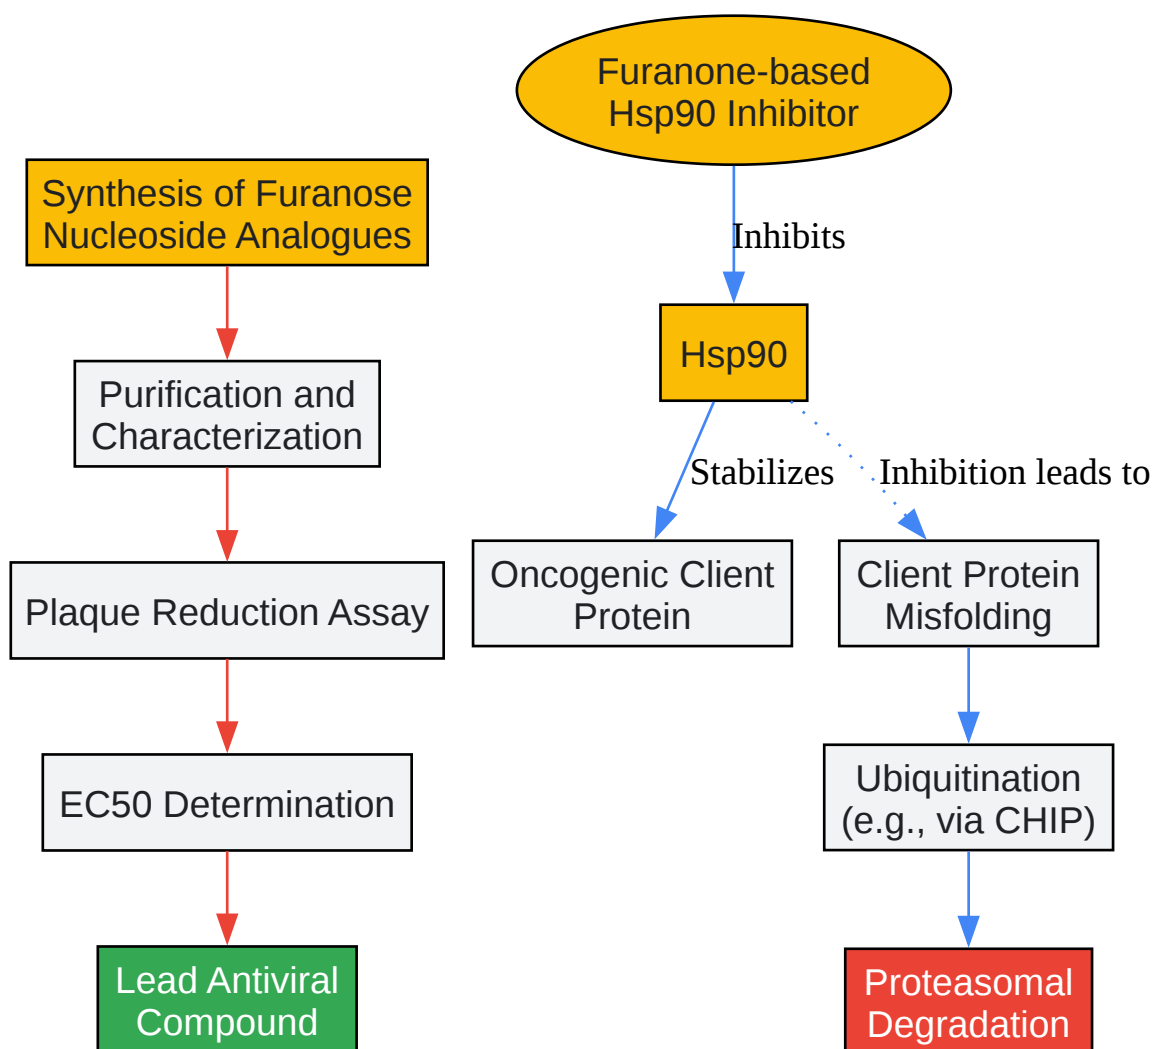 Synthesis of Furanose
Nucleoside Analogues
Purification and
Characterization
Plaque Reduction Assay
EC50 Determination
Lead Antiviral
Compound
Furanone-based
Hsp90 Inhibitor
Inhibits
Hsp90
Stabilizes
Inhibition leads to
Oncogenic Client
Protein
Client Protein
Misfolding
Ubiquitination
(e.g., via CHIP)
Proteasomal
Degradation